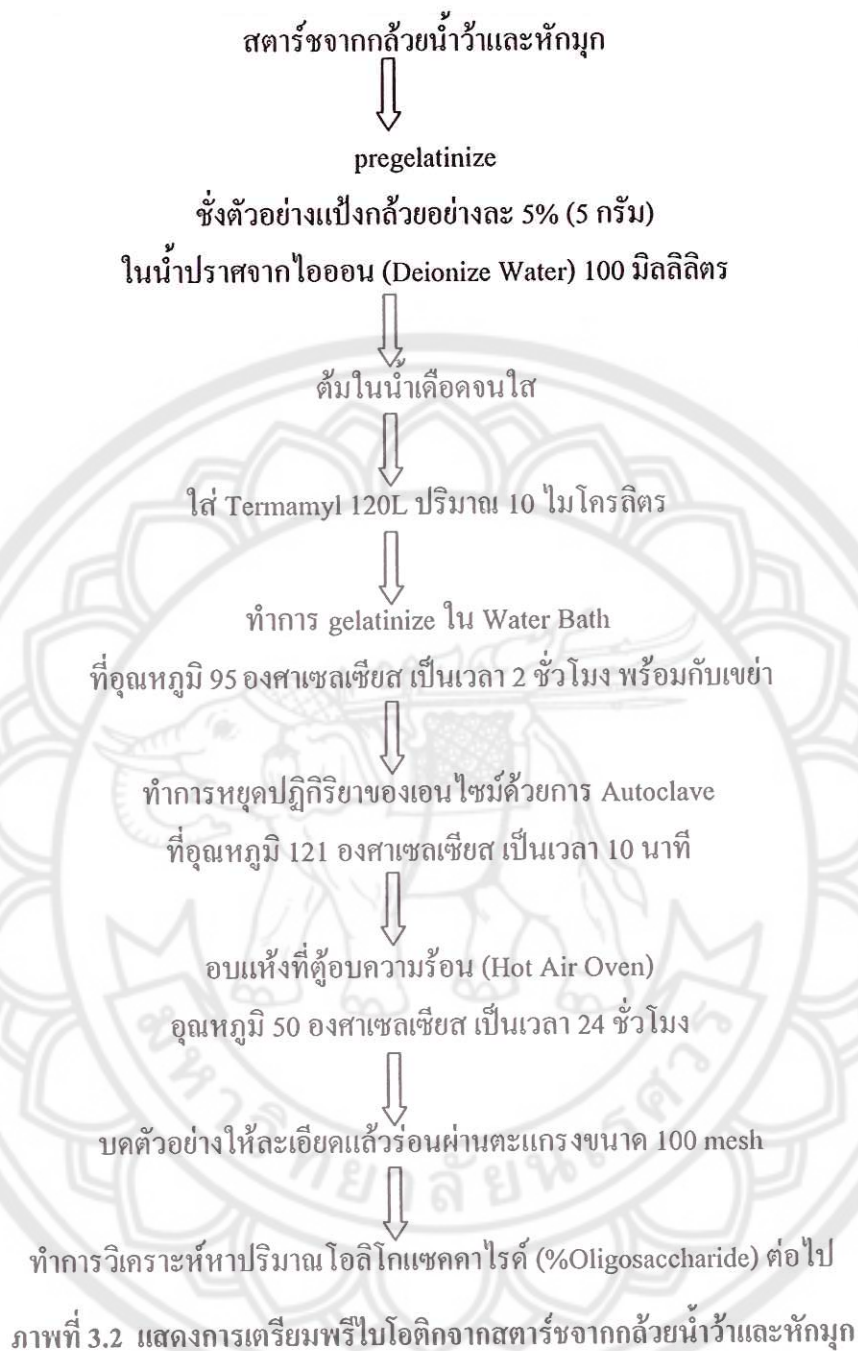 สตาร์ชจากกล้วยน้ำว้าและหักมุก
pregelatinize
ชั่งตัวอย่างแป้งกล้วยอย่างละ 5% (5 กรัม)
ในน้ำปราศจากไอออน (Deionize Water) 100 มิลลิลิตร
ต้มในน้ำเดือดจนใส
ใส่ Termamyl 120L ปริมาณ 10 ไมโครลิตร
ทำการ gelatinize ใน Water Bath
ที่อุณหภูมิ 95 องศาเซลเซียส เป็นเวลา 2 ชั่วโมง พร้อมกับเขย่า
ทำการหยุดปฏิกิริยาของเอนไซม์ด้วยการ Autoclave
ที่อุณหภูมิ 121 องศาเซลเซียส เป็นเวลา 10 นาที
อบแห้งที่ตู้อบความร้อน (Hot Air Oven)
อุณหภูมิ 50 องศาเซลเซียส เป็นเวลา 24 ชั่วโมง
บดตัวอย่างให้ละเอียดแล้วร่อนผ่านตะแกรงขนาด 100 mesh
ทำการวิเคราะห์หาปริมาณโอลิโกแซคคาไรด์ (%Oligosaccharide) ต่อไป
ภาพที่ 3.2 แสดงการเตรียมพรีไบโอติกจากสตาร์ชจากกล้วยน้ำว้าและหักมุก
มหาวิทยาลัยนเรศวร